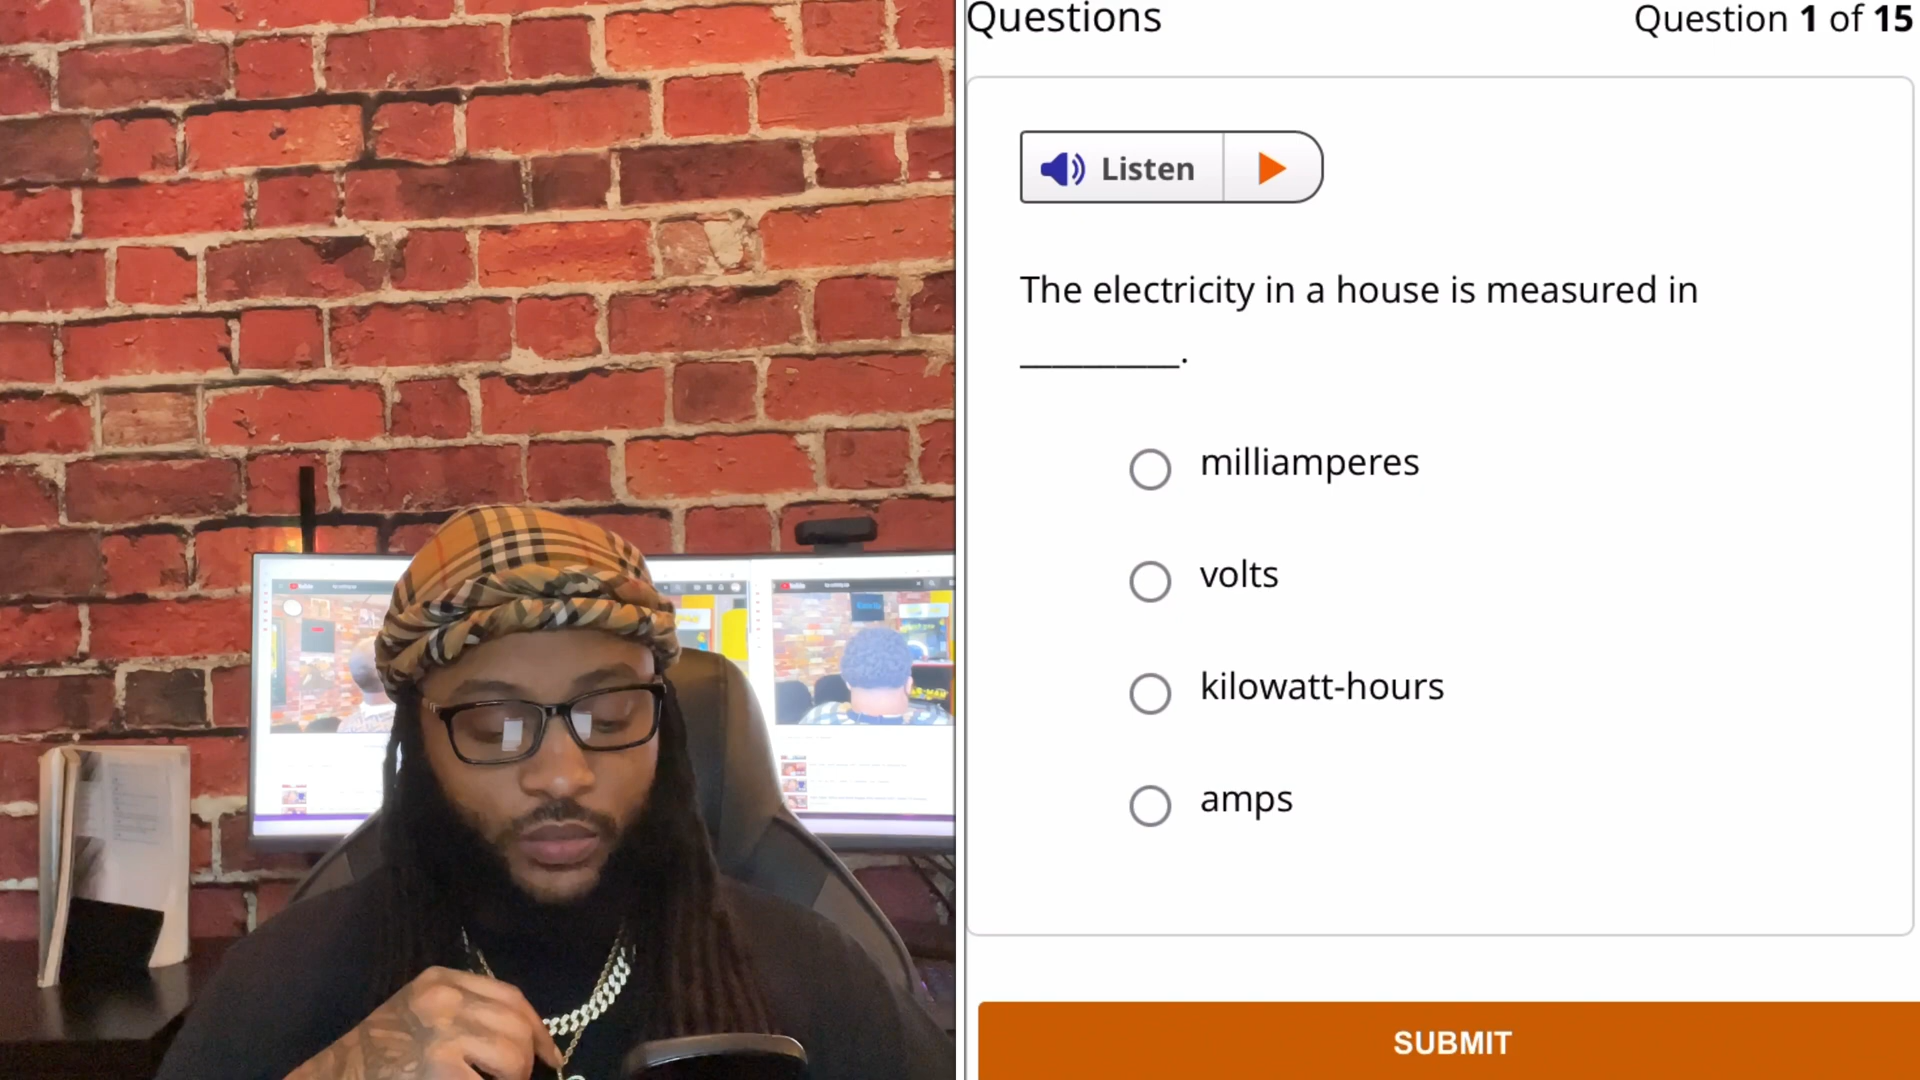 Questions
Question 1 of 15
Listen
The electricity in a house is measured in
__________.
milliamperes
volts
kilowatt-hours
amps
SUBMIT